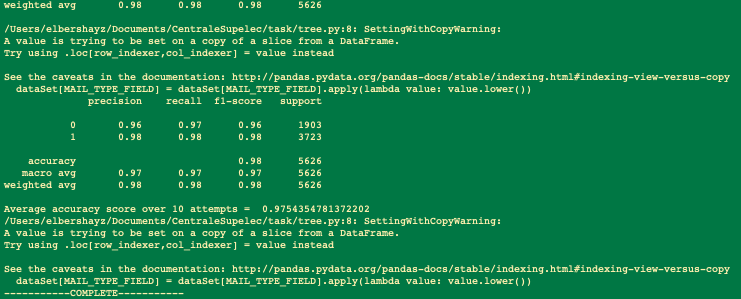 weighted avg 0.98 0.98 0.98 5626
/Users/elbershayz/Documents/CentraleSupelec/task/tree.py:8: SettingWithCopyWarning:
A value is trying to be set on a copy of a slice from a DataFrame.
Try using .loc[row_indexer,col_indexer] = value instead
See the caveats in the documentation: http://pandas.pydata.org/pandas-docs/stable/indexing.html#indexing-view-versus-copy
dataSet[MAIL_TYPE_FIELD] = dataSet[MAIL_TYPE_FIELD].apply(lambda value: value.lower())
precision recall f1-score support
0 0.96 0.97 0.96 1903
1 0.98 0.98 0.98 3723
accuracy 0.98 5626
macro avg 0.97 0.97 0.97 5626
weighted avg 0.98 0.98 0.98 5626
Average accuracy score over 10 attempts = 0.9754354781372202
/Users/elbershayz/Documents/CentraleSupelec/task/tree.py:8: SettingWithCopyWarning:
A value is trying to be set on a copy of a slice from a DataFrame.
Try using .loc[row_indexer,col_indexer] = value instead
See the caveats in the documentation: http://pandas.pydata.org/pandas-docs/stable/indexing.html#indexing-view-versus-copy
dataSet[MAIL_TYPE_FIELD] = dataSet[MAIL_TYPE_FIELD].apply(lambda value: value.lower())
-----------COMPLETE-----------